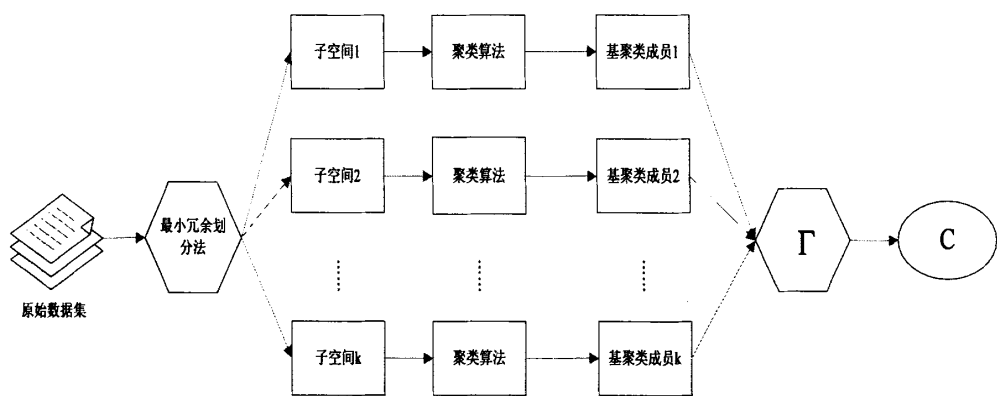 子空间1
聚类算法
基聚类成员1
子空间2
聚类算法
基聚类成员2
最小冗余划
分法
Γ
C
原始数据集
子空间k
聚类算法
基聚类成员k